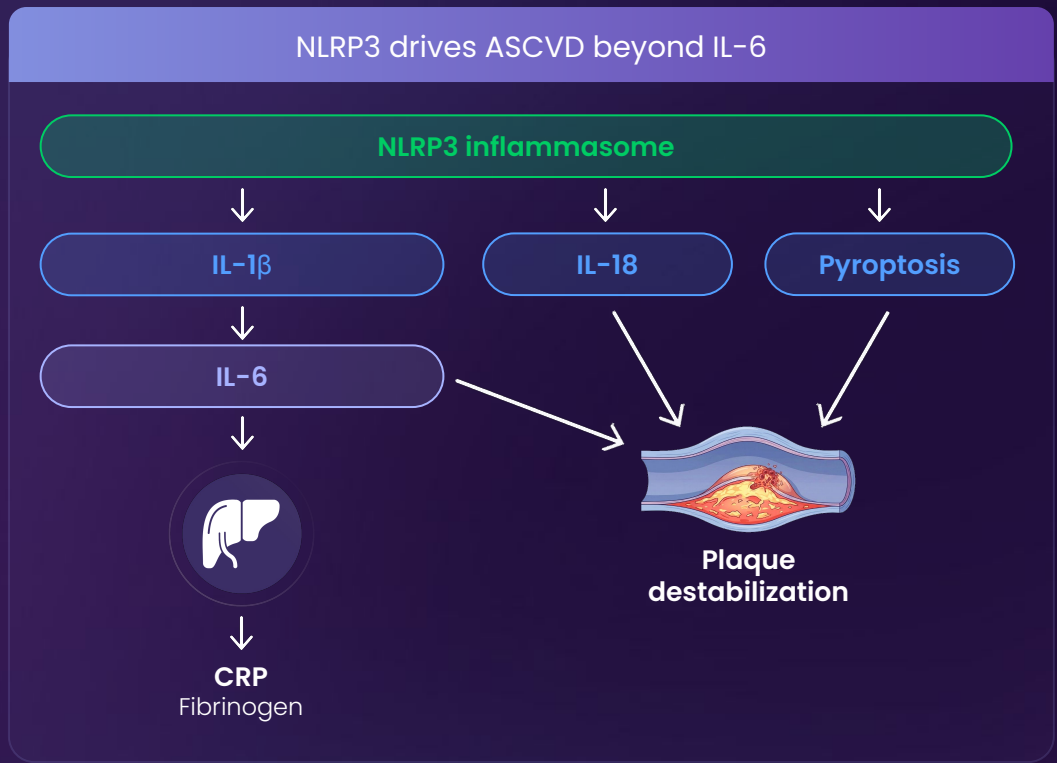 NLRP3 drives ASCVD beyond IL-6
NLRP3 inflammasome
IL-1β
IL-18
Pyroptosis
IL-6
Plaque
destabilization
CRP
Fibrinogen